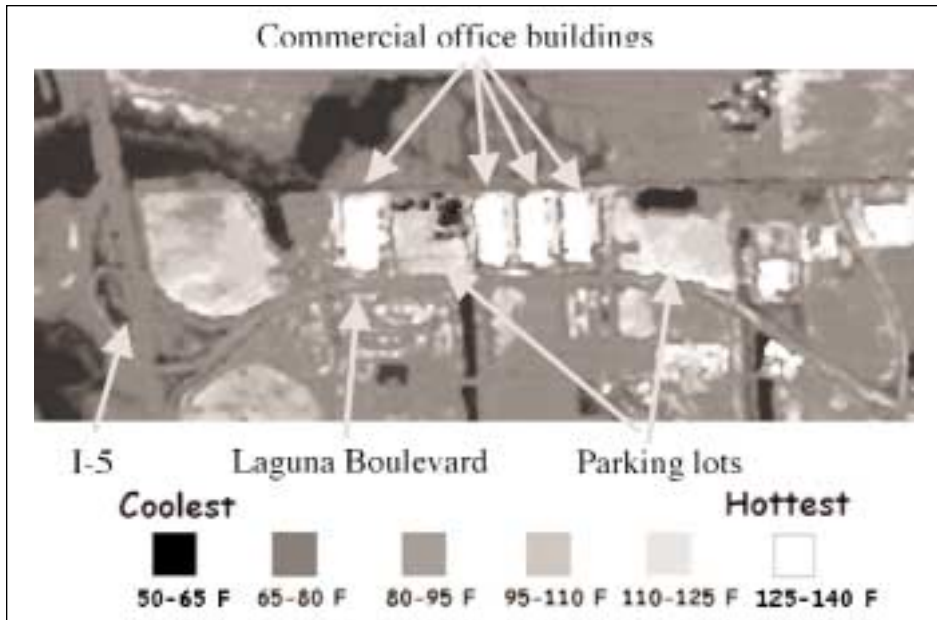 Commercial office buildings
I-5 Laguna Boulevard Parking lots
Coolest Hottest
50-65 F 65-80 F 80-95 F 95-110 F 110-125 F 125-140 F